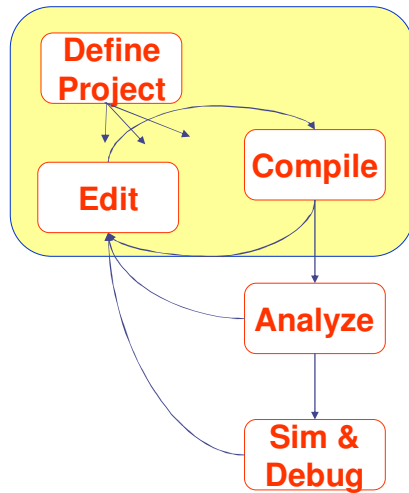 Define
Project
Compile
Edit
Analyze
Sim &
Debug